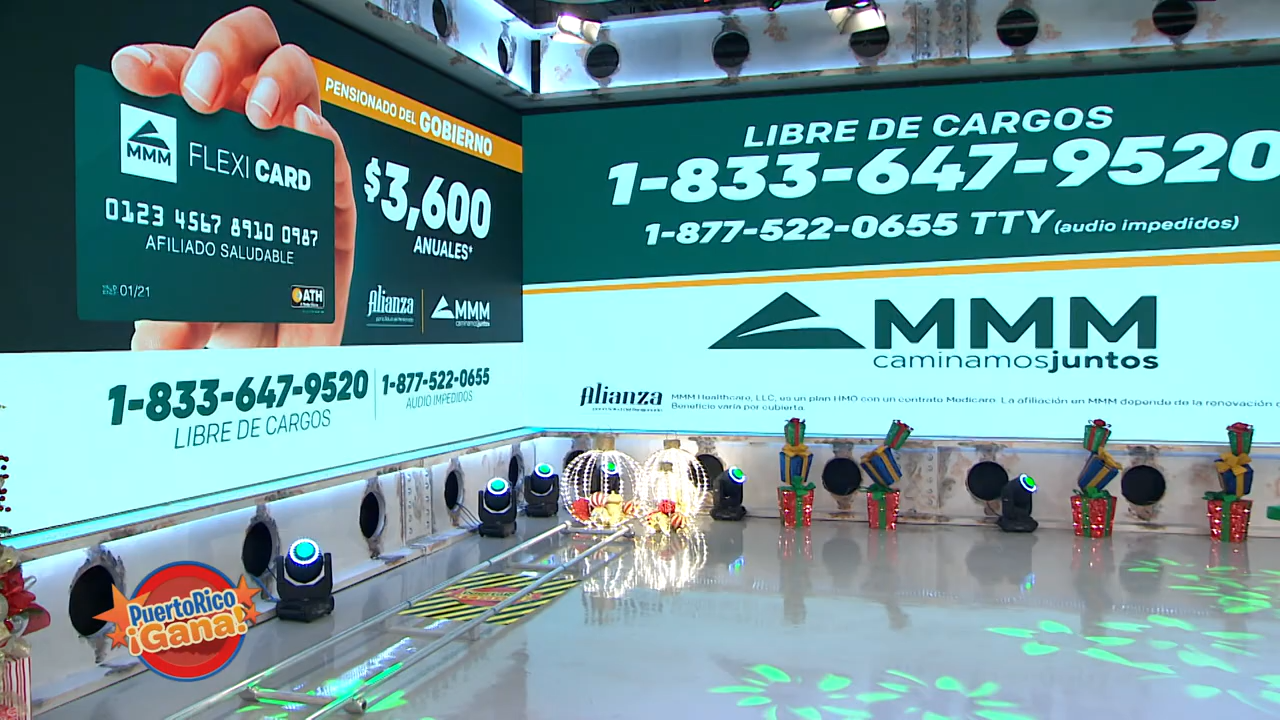 PENSIONADO DEL GOBIERNO
MMM
FLEXI CARD
0123 4567 8910 0987
AFILIADO SALUDABLE
01/21
ATH
$3,600
ANUALES*
Alianza
MMM
caminamosjuntos
1-833-647-9520
LIBRE DE CARGOS
1-877-522-0655
AUDIO IMPEDIDOS
LIBRE DE CARGOS
1-833-647-9520
1-877-522-0655 TTY (audio impedidos)
MMM
caminamosjuntos
Alianza
MMM Healthcare, LLC, es un plan HMO con un contrato Medicare. La afiliación en MMM depende de la renovación
Beneficio varía por cubierta.
PuertoRico
¡Gana!